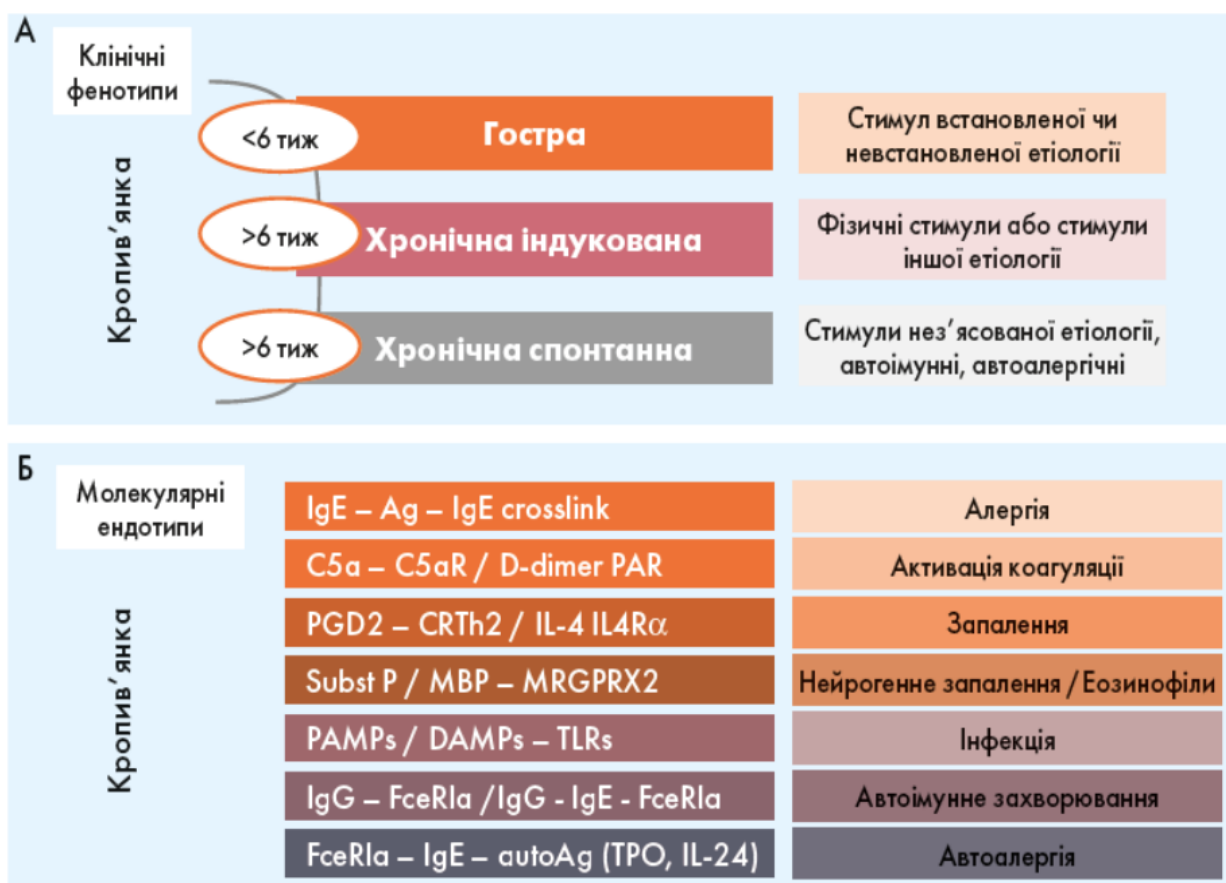 А
Клінічні
фенотипи
Кропив’янка
<6 тиж
Гостра
Стимул встановленої чи
невстановленої етіології
>6 тиж
Хронічна індукована
Фізичні стимули або стимули
іншої етіології
>6 тиж
Хронічна спонтанна
Стимули нез’ясованої етіології,
автоімунні, автоалергічні
Б
Молекулярні
ендотипи
Кропив’янка
IgE – Ag – IgE crosslink
Алергія
C5a – C5aR / D-dimer PAR
Активація коагуляції
PGD2 – CRTh2 / IL-4 IL4Rα
Запалення
Subst P / MBP – MRGPRX2
Нейрогенне запалення / Еозинофіли
PAMPs / DAMPs – TLRs
Інфекція
IgG – FceRIa /IgG - IgE - FceRIa
Автоімунне захворювання
FceRIa – IgE – autoAg (TPO, IL-24)
Автоалергія